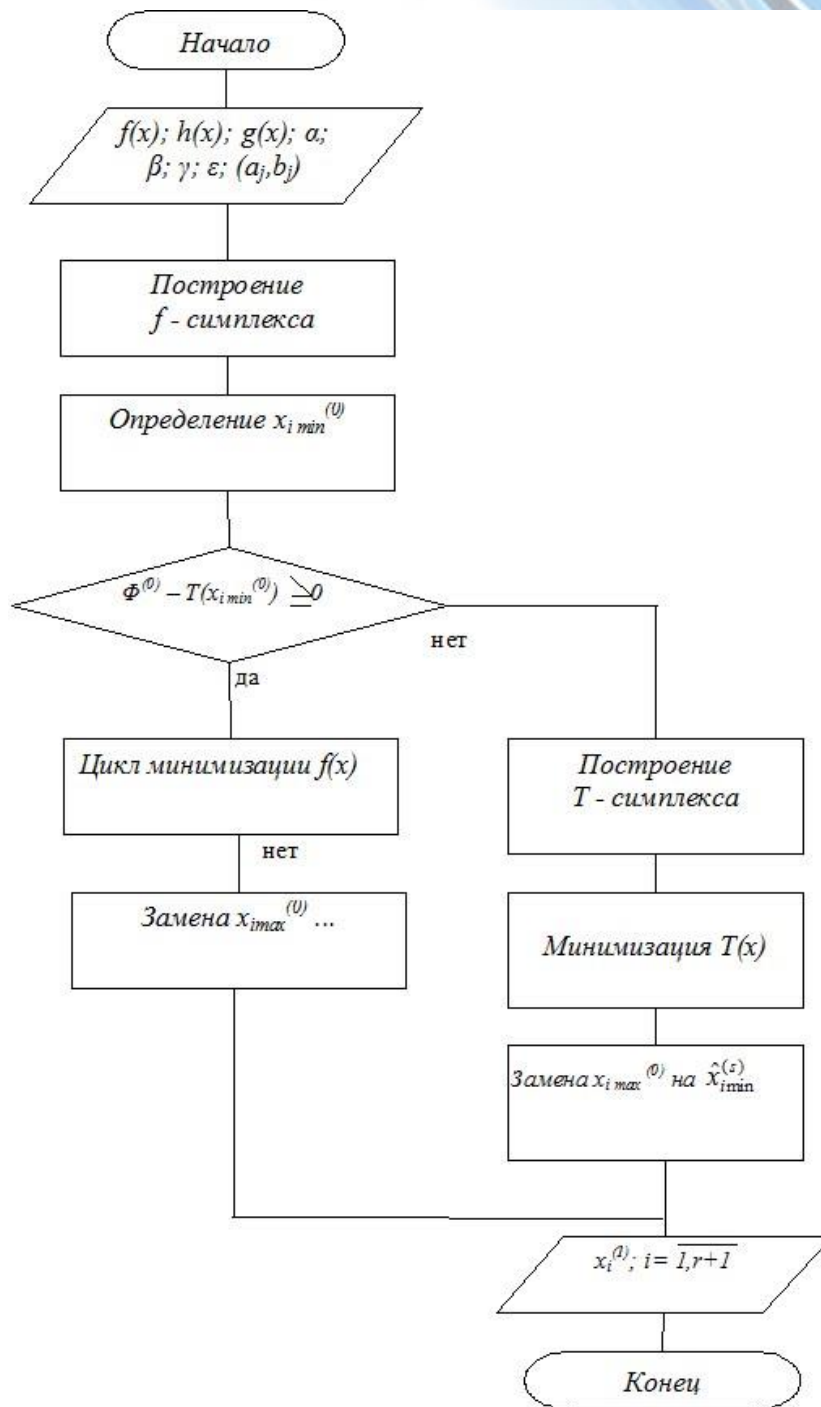 Начало
f(x); h(x); g(x); α;
β; γ; ε; (aj,bj)
Построение
f - симплекса
Определение xi min(0)
Φ(0) – T(xi min(0)) ≥0
нет
да
Цикл минимизации f(x)
нет
Замена ximax(0) ...
Построение
T - симплекса
Минимизация T(x)
Замена xi max(0) на x̂imin(s)
xi(1); i= 1,r+1
Конец